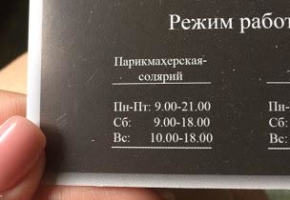 Режим работ
Парикмахерская-
солярий
Пн-Пт: 9.00-21.00
Сб: 9.00-18.00
Вс: 10.00-18.00
Пн-
Сб:
Вс: